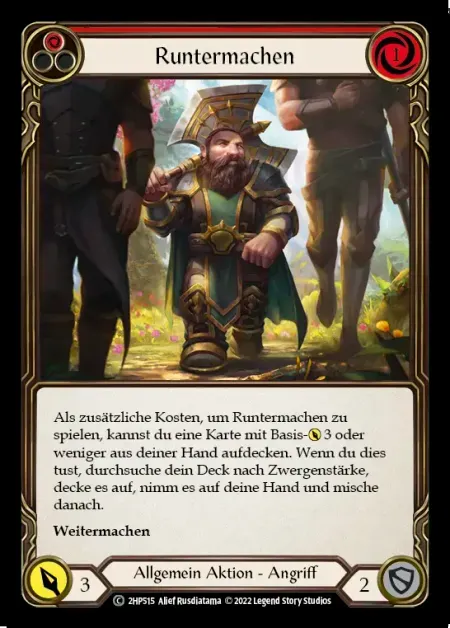 Runtermachen
1
Als zusätzliche Kosten, um Runtermachen zu
spielen, kannst du eine Karte mit Basis- 3 oder
weniger aus deiner Hand aufdecken. Wenn du dies
tust, durchsuche dein Deck nach Zwergenstärke,
decke es auf, nimm es auf deine Hand und mische
danach.
Weitermachen
3
Allgemein Aktion - Angriff
2
C 2HP515 Alief Rusdiatama © 2022 Legend Story Studios